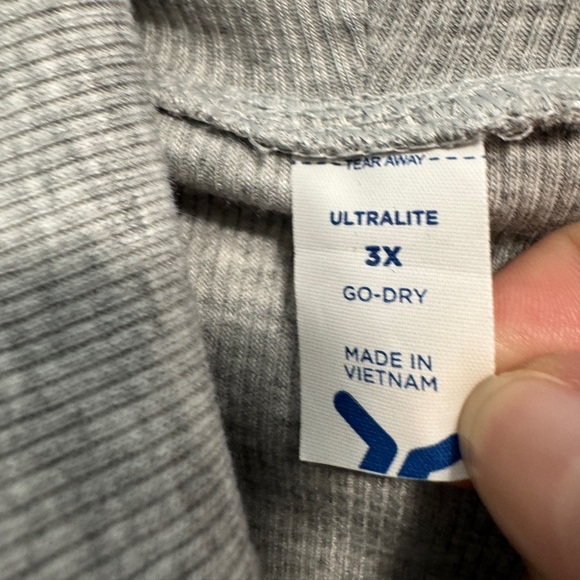 TEAR AWAY
ULTRALITE
3X
GO-DRY
MADE IN
VIETNAM